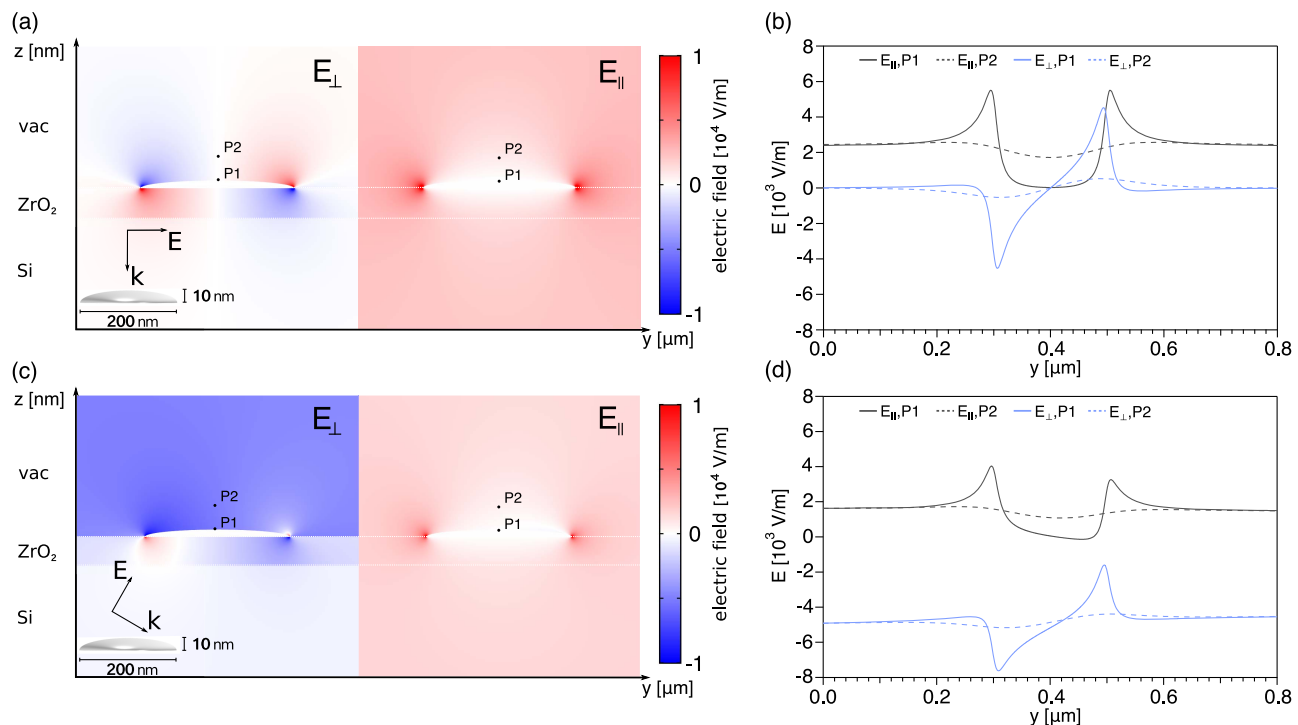 (a)
z [nm]
E⊥
E||
vac
P2
P1
P2
P1
ZrO2
E
Si
k
10 nm
200 nm
y [µm]
1
0
-1
electric field [10^4 V/m]
(b)
E||,P1 E||,P2 E⊥,P1 E⊥,P2
8
6
4
2
0
-2
-4
-6
-8
E [10^3 V/m]
0.0 0.2 0.4 0.6 0.8
y [µm]
(c)
z [nm]
E⊥
E||
vac
P2
P1
P2
P1
ZrO2
E
k
Si
10 nm
200 nm
y [µm]
1
0
-1
electric field [10^4 V/m]
(d)
E||,P1 E||,P2 E⊥,P1 E⊥,P2
8
6
4
2
0
-2
-4
-6
-8
E [10^3 V/m]
0.0 0.2 0.4 0.6 0.8
y [µm]